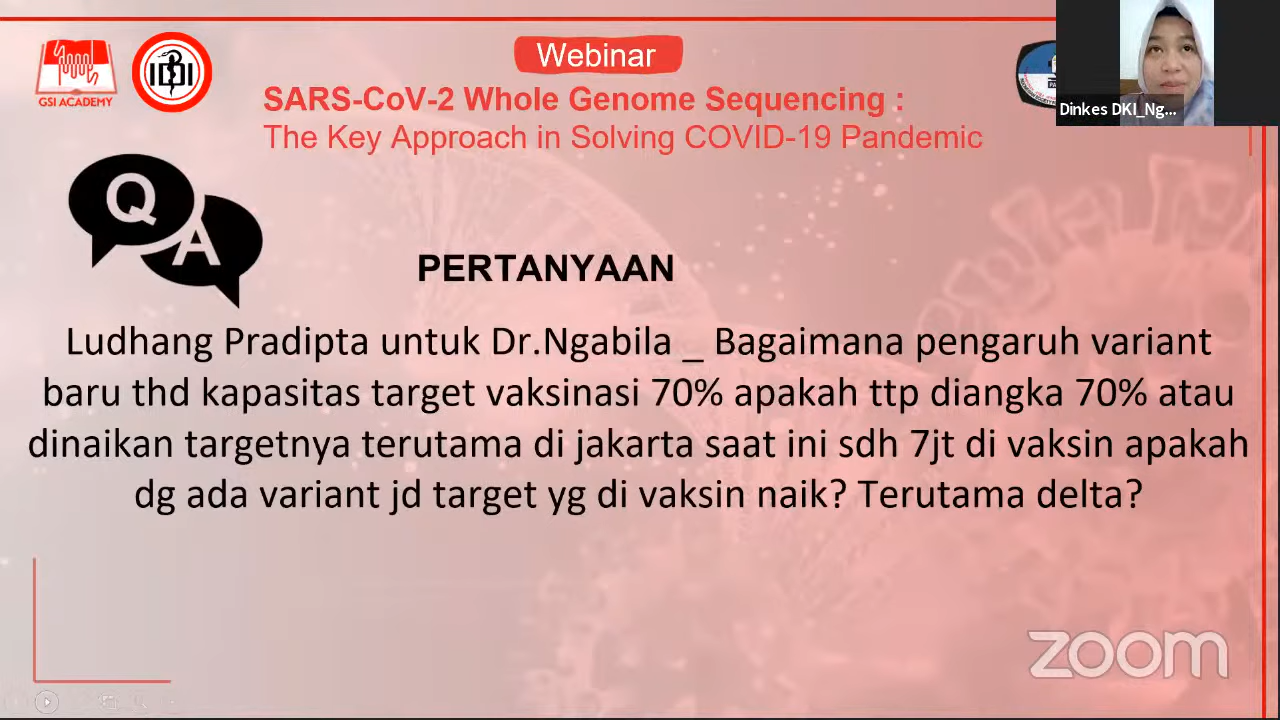 GSI ACADEMY
IDI
Webinar
SARS-CoV-2 Whole Genome Sequencing :
The Key Approach in Solving COVID-19 Pandemic
Dinkes DKI_Ng...
Q
A
PERTANYAAN
Ludhang Pradipta untuk Dr.Ngabila _ Bagaimana pengaruh variant
baru thd kapasitas target vaksinasi 70% apakah ttp diangka 70% atau
dinaikan targetnya terutama di jakarta saat ini sdh 7jt di vaksin apakah
dg ada variant jd target yg di vaksin naik? Terutama delta?
zoom